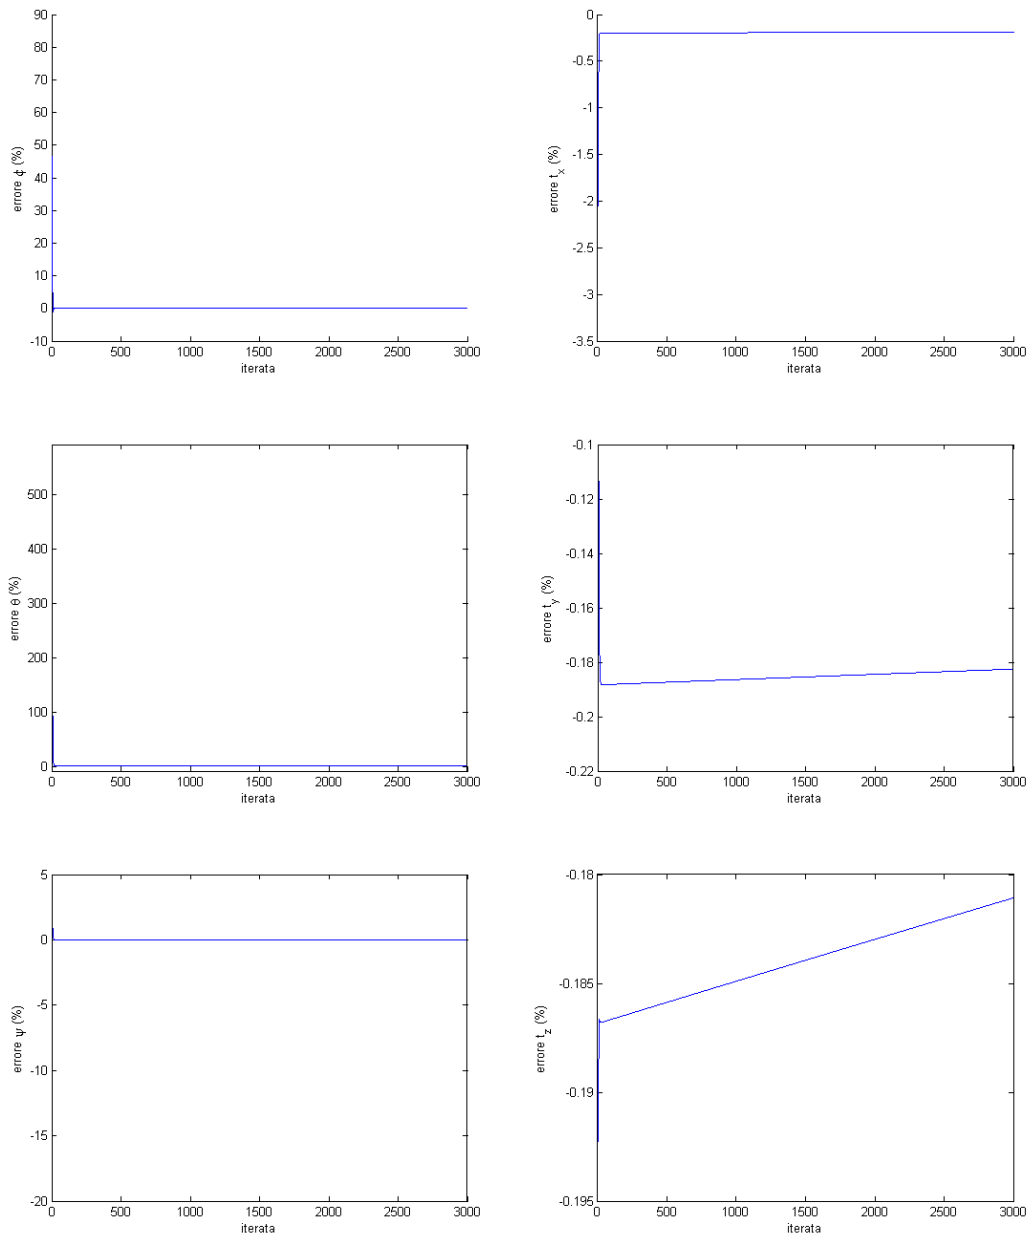 90
80
70
60
50
40
30
20
10
0
-10
errore ϕ (%)
0 500 1000 1500 2000 2500 3000
iterata
0
-0.5
-1
-1.5
-2
-2.5
-3
-3.5
errore t_x (%)
0 500 1000 1500 2000 2500 3000
iterata
500
400
300
200
100
0
errore θ (%)
0 500 1000 1500 2000 2500 3000
iterata
-0.1
-0.12
-0.14
-0.16
-0.18
-0.2
-0.22
errore t_y (%)
0 500 1000 1500 2000 2500 3000
iterata
5
0
-5
-10
-15
-20
errore ψ (%)
0 500 1000 1500 2000 2500 3000
iterata
-0.18
-0.185
-0.19
-0.195
errore t_z (%)
0 500 1000 1500 2000 2500 3000
iterata